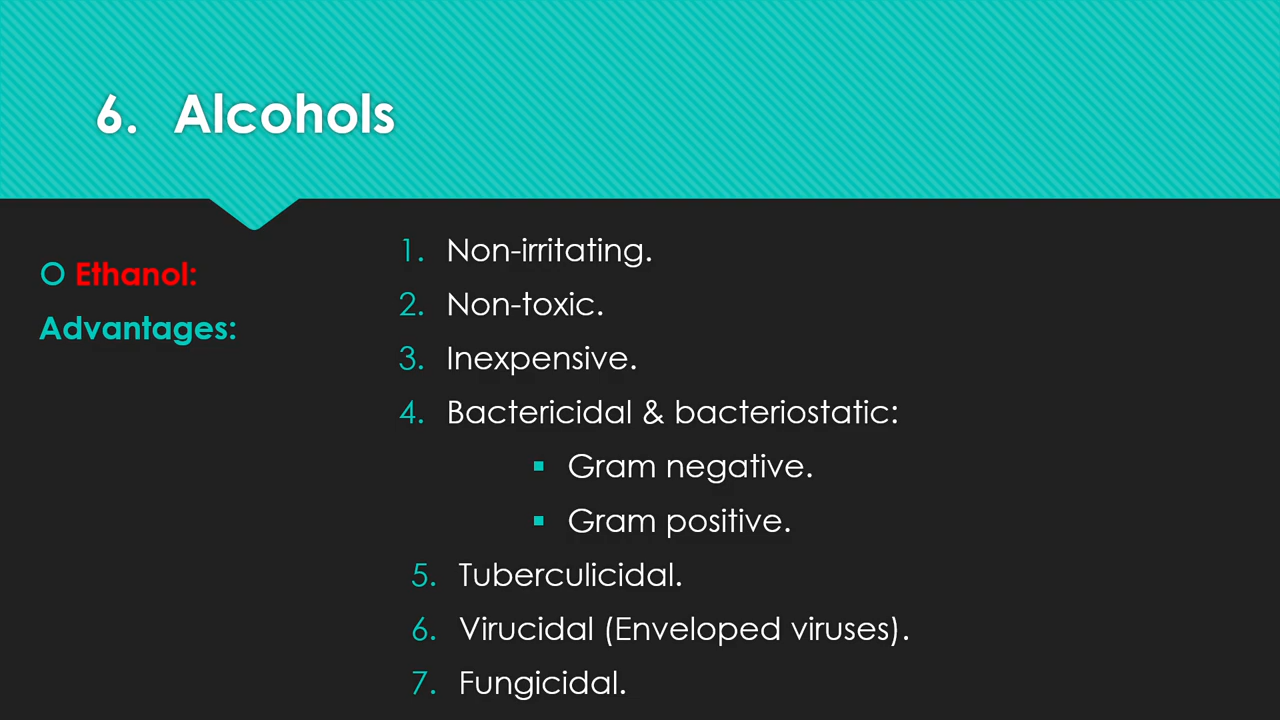 6. Alcohols
O Ethanol:
Advantages:
1. Non-irritating.
2. Non-toxic.
3. Inexpensive.
4. Bactericidal & bacteriostatic:
▪ Gram negative.
▪ Gram positive.
5. Tuberculicidal.
6. Virucidal (Enveloped viruses).
7. Fungicidal.